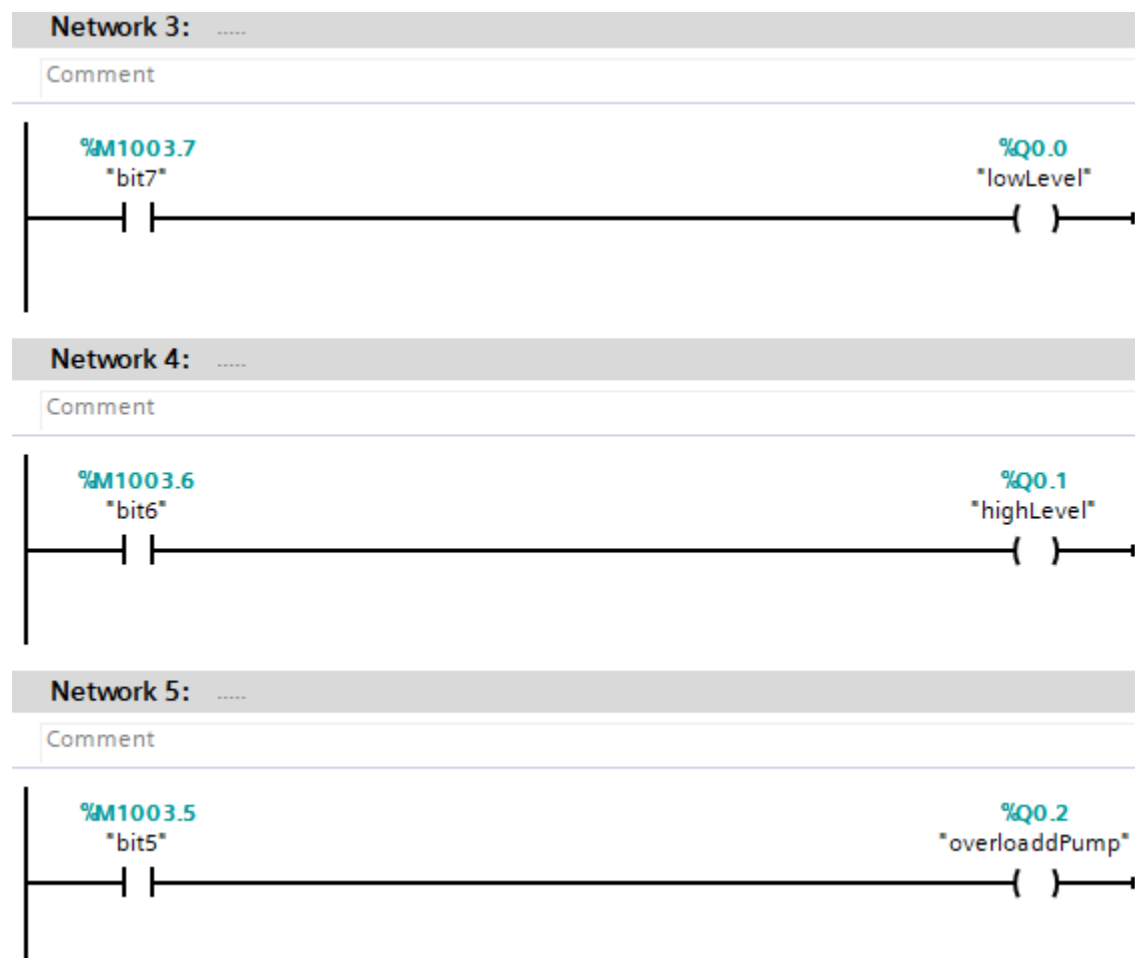 Network 3: .....
Comment
%M1003.7 %Q0.0
"bit7" "lowLevel"
Network 4: .....
Comment
%M1003.6 %Q0.1
"bit6" "highLevel"
Network 5: .....
Comment
%M1003.5 %Q0.2
"bit5" "overloaddPump"